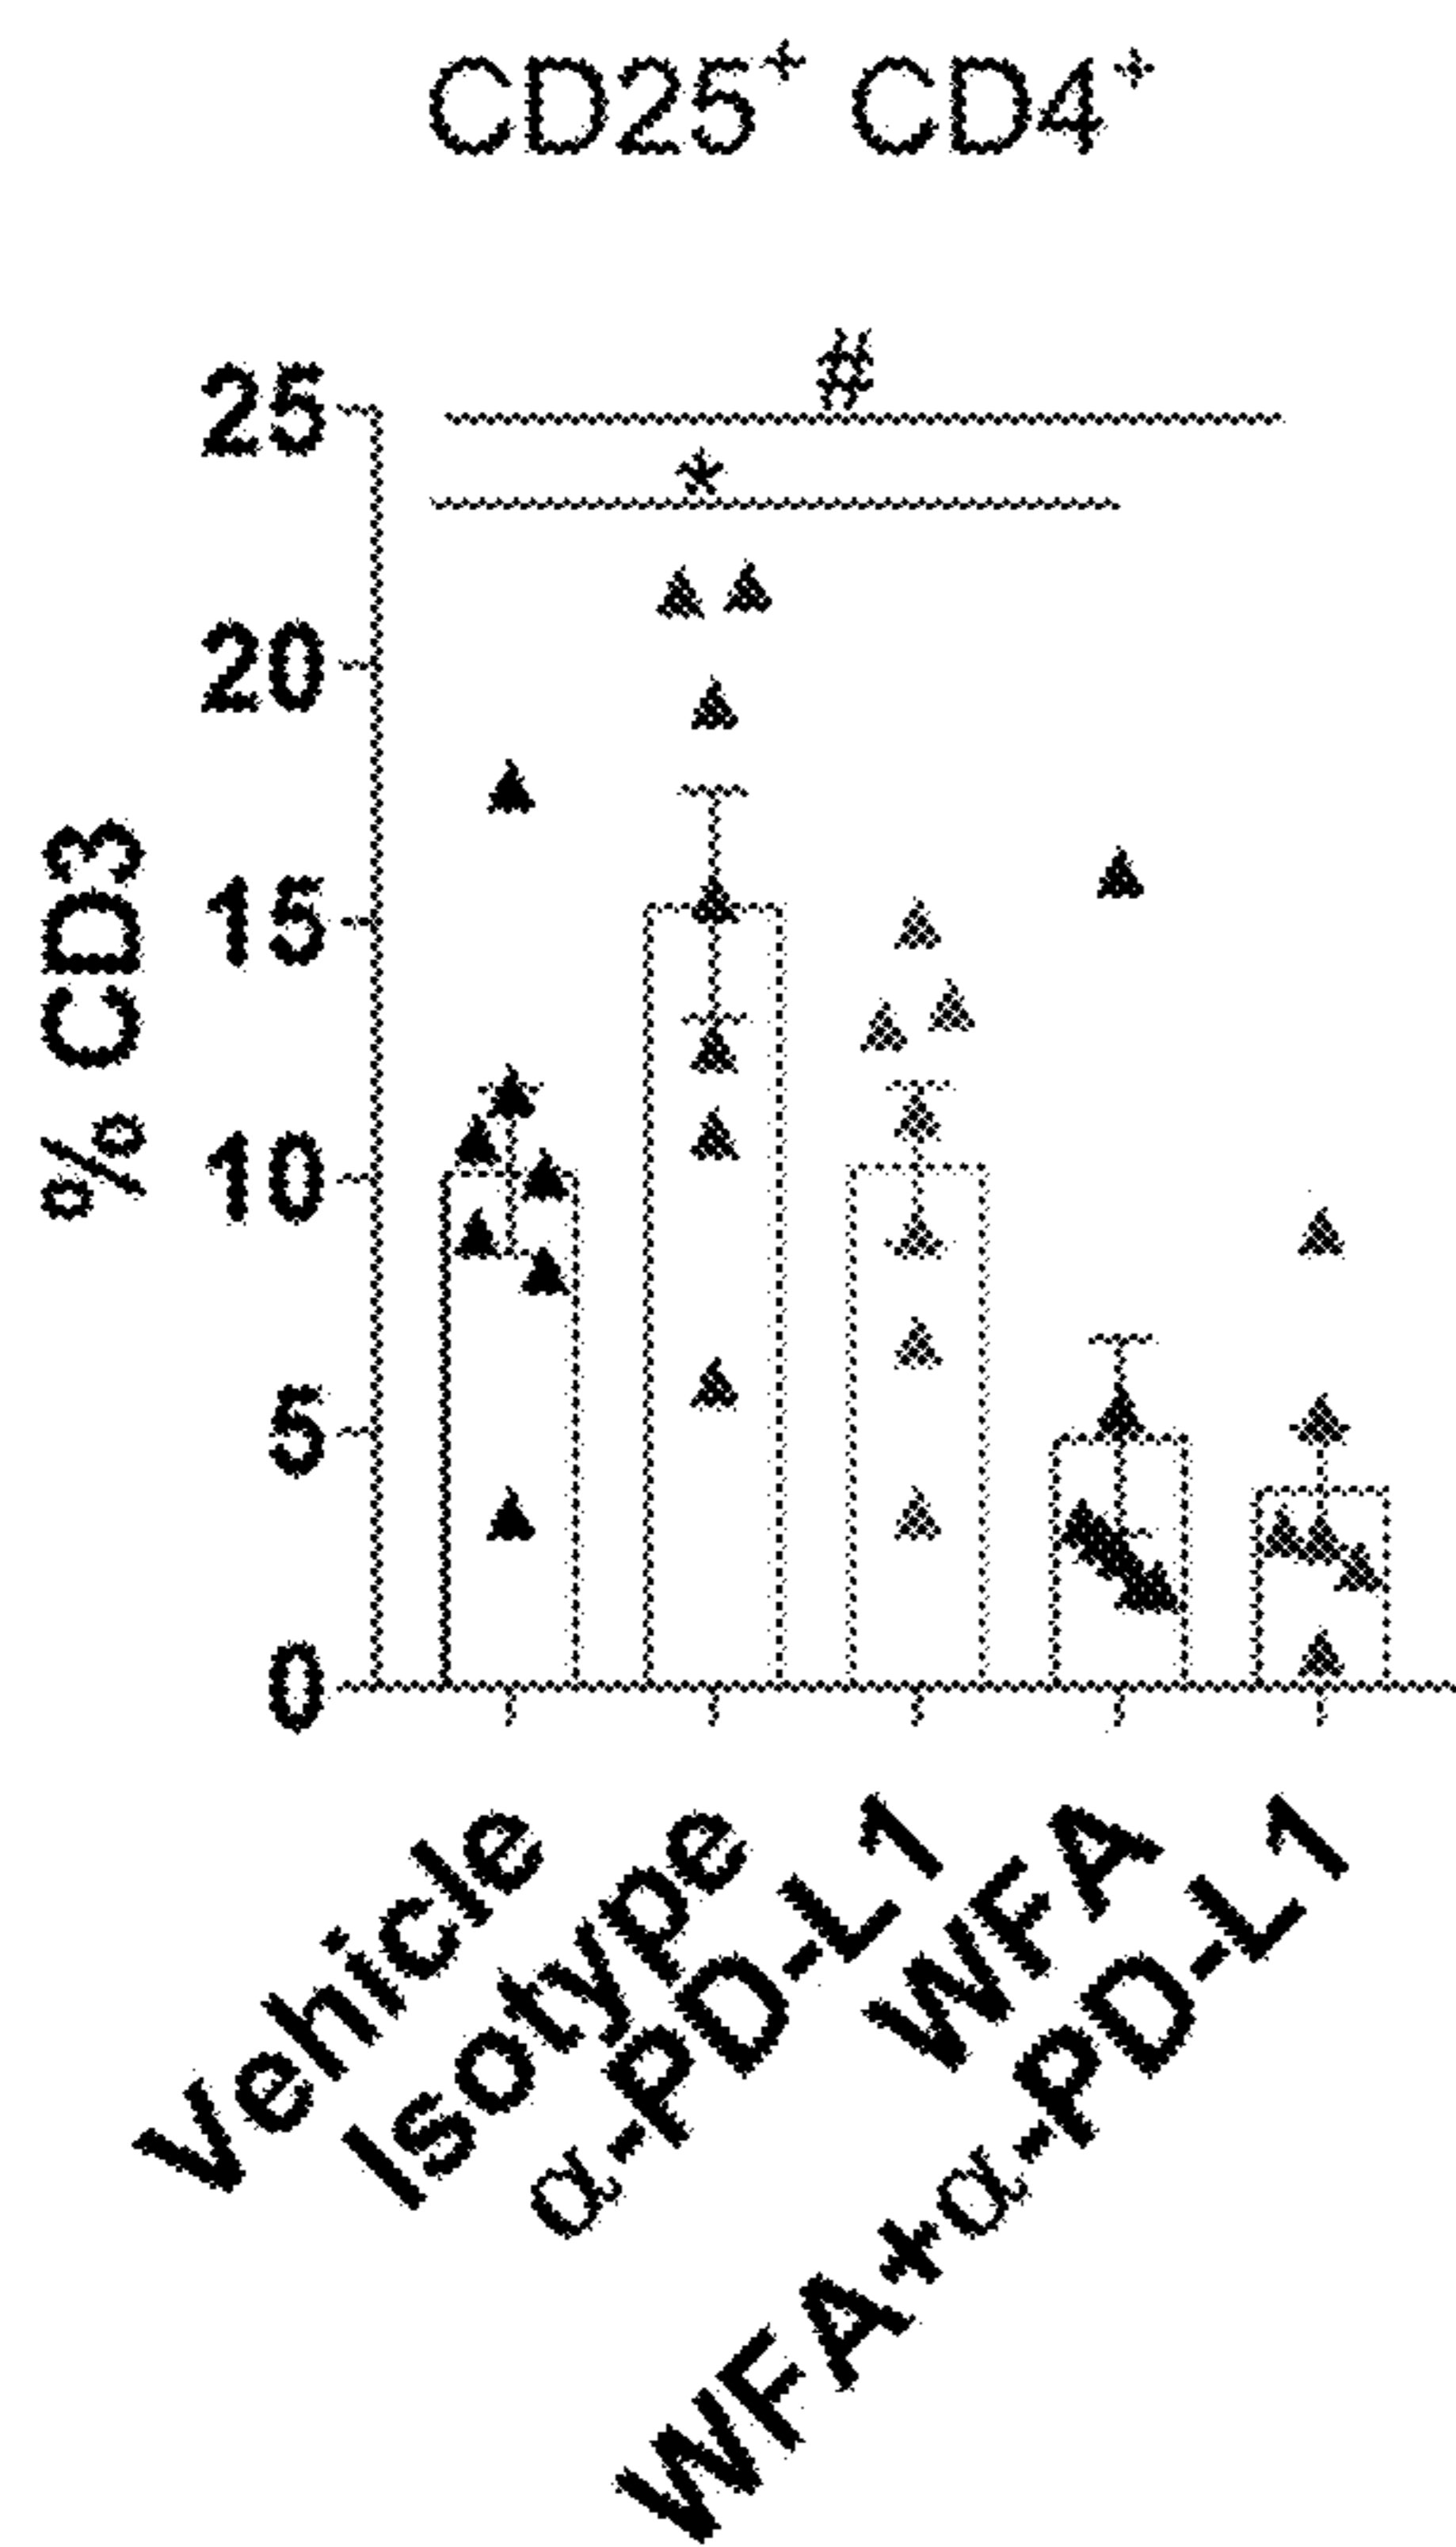 CD25⁺ CD4⁺
#
*
% CD3
25
20
15
10
5
0
Vehicle
Isotype
α-PD-L1
WFA
WFA+α-PD-L1